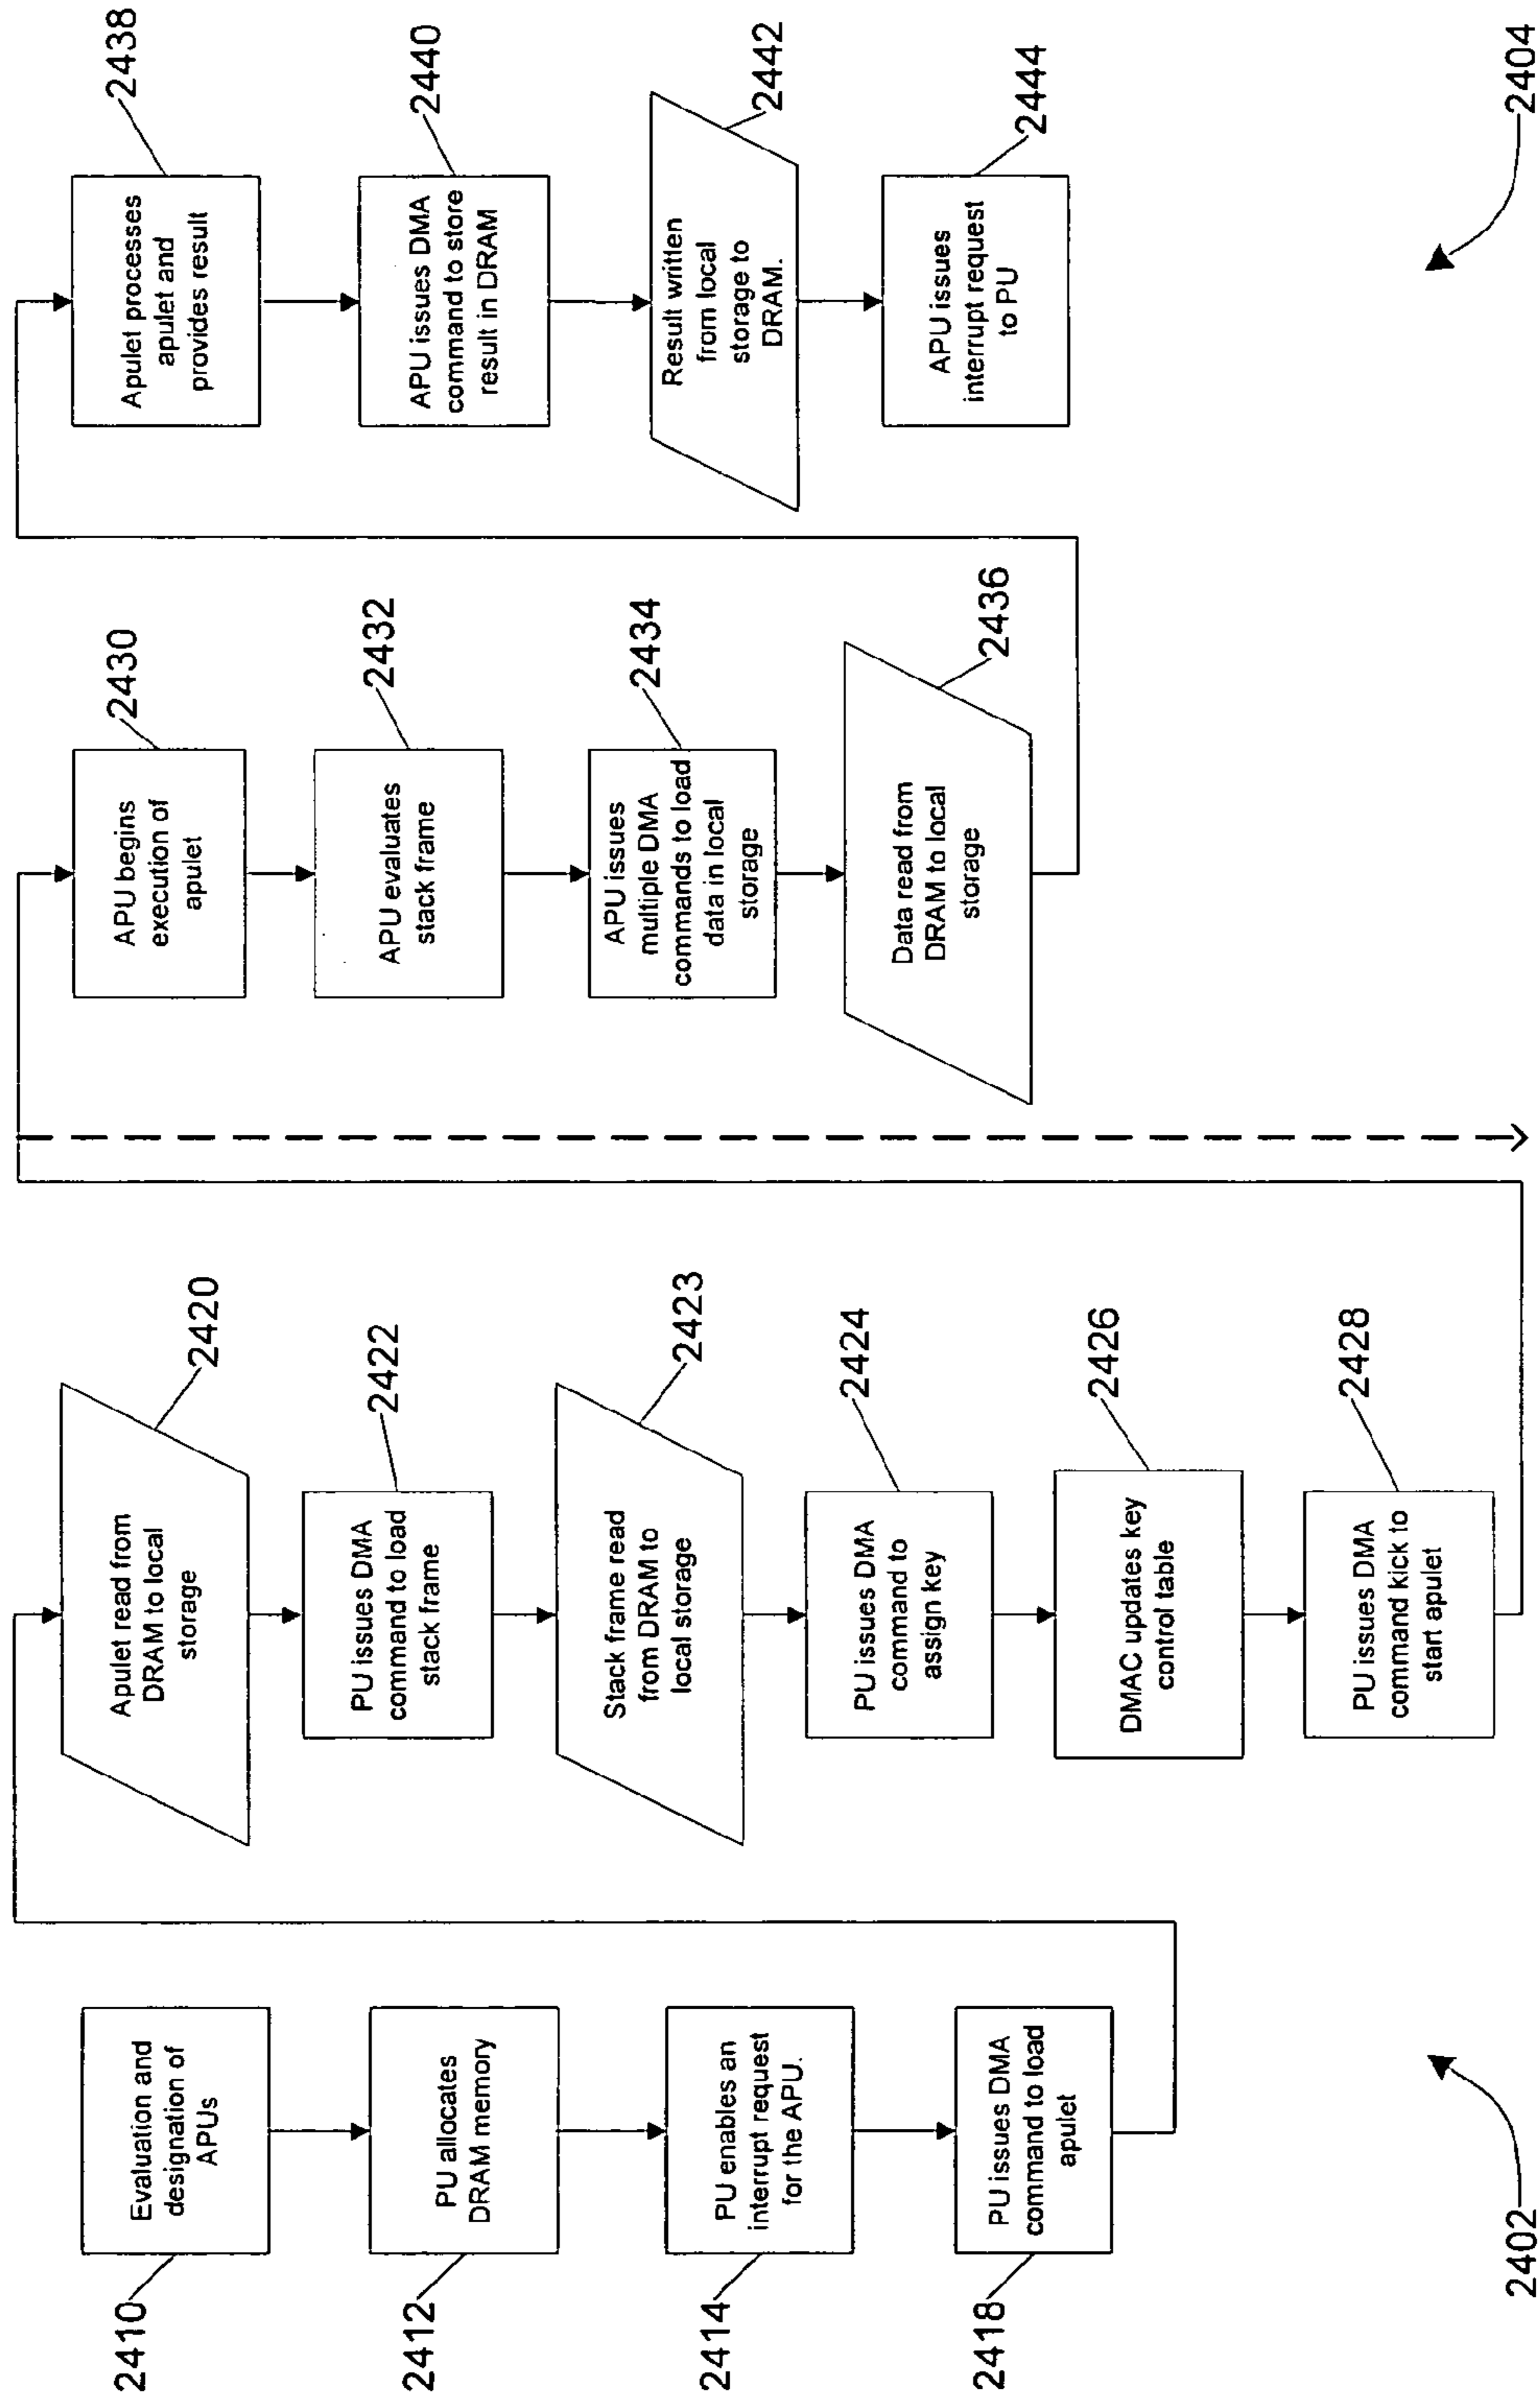 2410
Evaluation and
designation of
APUs
2412
PU allocates
DRAM memory
2414
PU enables an
interrupt request
for the APU.
2418
PU issues DMA
command to load
apulet
2402
Apulet read from
DRAM to local
storage
2420
PU issues DMA
command to load
stack frame
2422
Stack frame read
from DRAM to
local storage
2423
PU issues DMA
command to
assign key
2424
DMAC updates key
control table
2426
PU issues DMA
command kick to
start apulet
2428
APU begins
execution of
apulet
2430
APU evaluates
stack frame
2432
APU issues
multiple DMA
commands to load
data in local
storage
2434
Data read from
DRAM to local
storage
2436
Apulet processes
apulet and
provides result
2438
APU issues DMA
command to store
result in DRAM
2440
Result written
from local
storage to
DRAM.
2442
APU issues
interrupt request
to PU
2444
2404